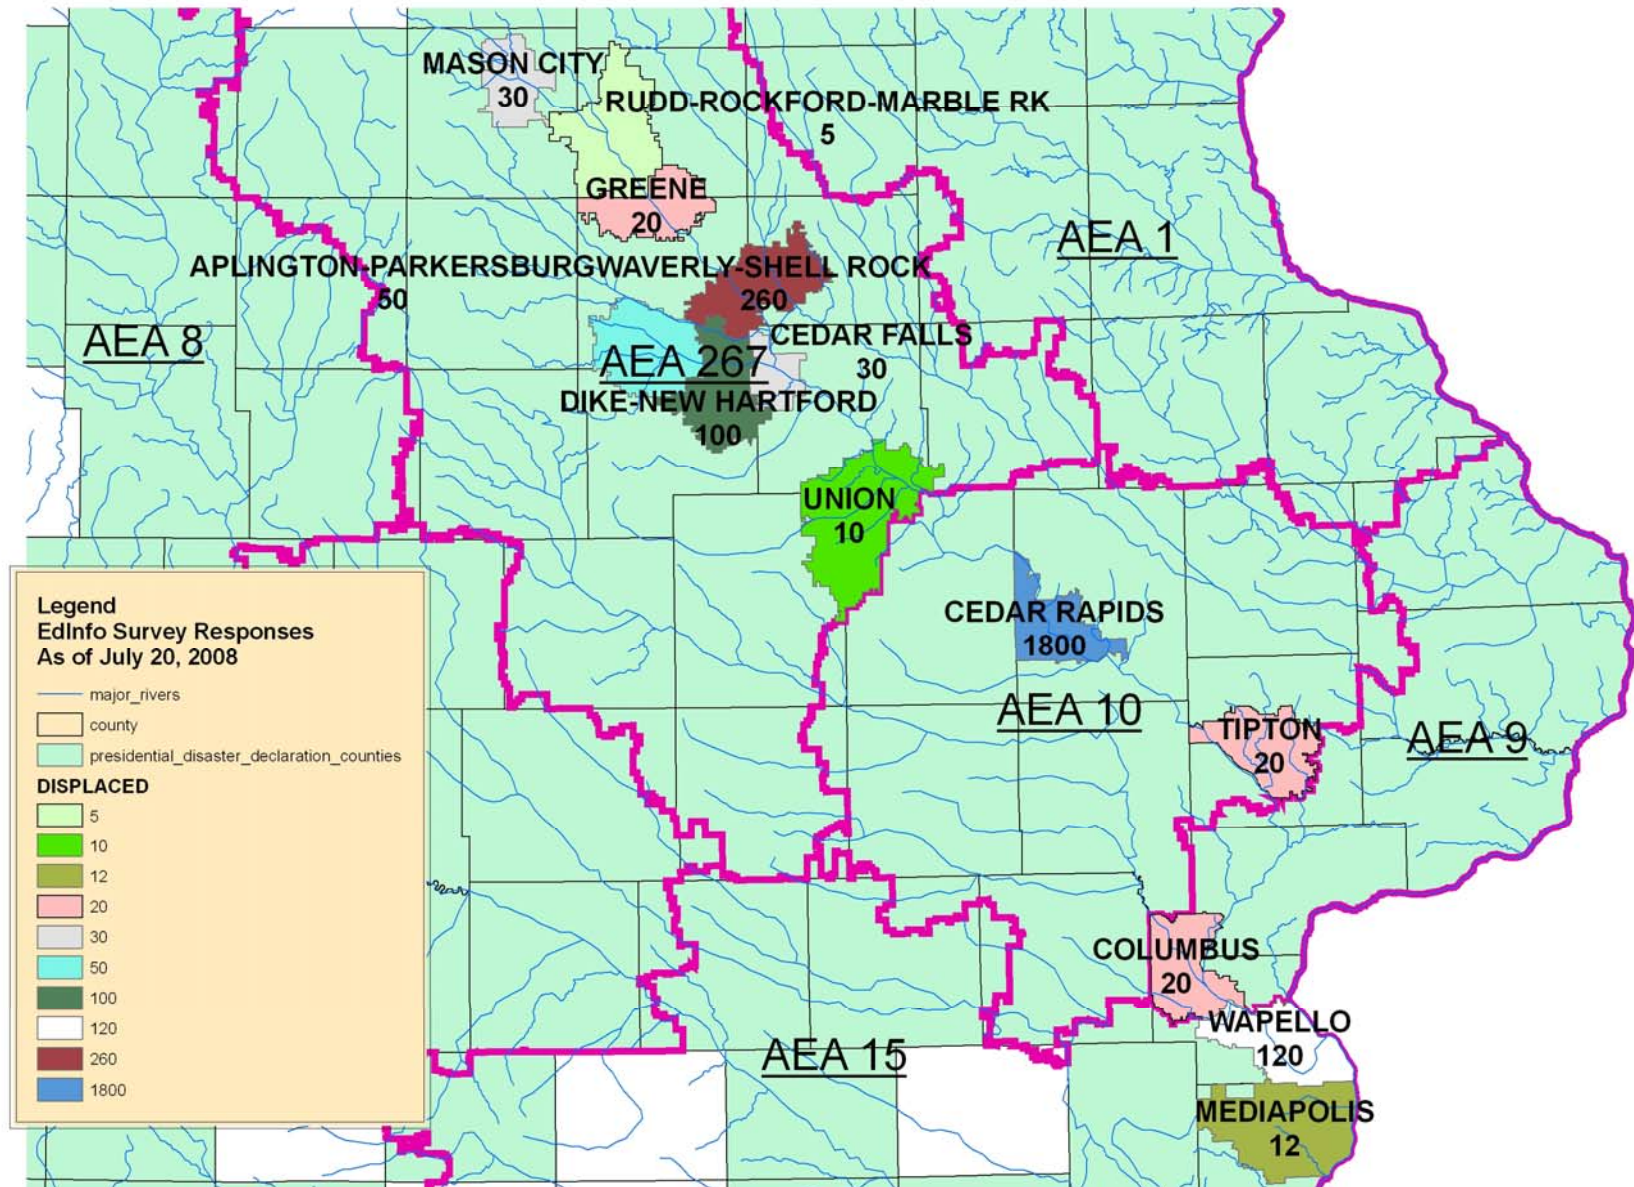 MASON CITY
30
RUDD-ROCKFORD-MARBLE RK
5
GREENE
20
AEA 1
APLINGTON-PARKERSBURG
50
WAVERLY-SHELL ROCK
260
AEA 8
CEDAR FALLS
30
AEA 267
DIKE-NEW HARTFORD
100
UNION
10
CEDAR RAPIDS
1800
AEA 10
TIPTON
20
AEA 9
COLUMBUS
20
WAPELLO
120
AEA 15
MEDIAPOLIS
12
Legend
EdInfo Survey Responses
As of July 20, 2008
major_rivers
county
presidential_disaster_declaration_counties
DISPLACED
5
10
12
20
30
50
100
120
260
1800